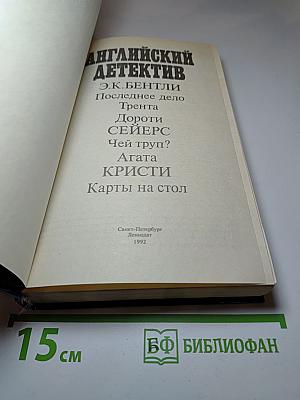 АНГЛИЙСКИЙ
ДЕТЕКТИВ
Э.К.БЕНТЛИ
Последнее дело
Трента
Дороти
СЕЙЕРС
Чей труп?
Агата
КРИСТИ
Карты на стол
Санкт-Петербург
Лениздат
1992
15 см
БФ БИБЛИОФАН